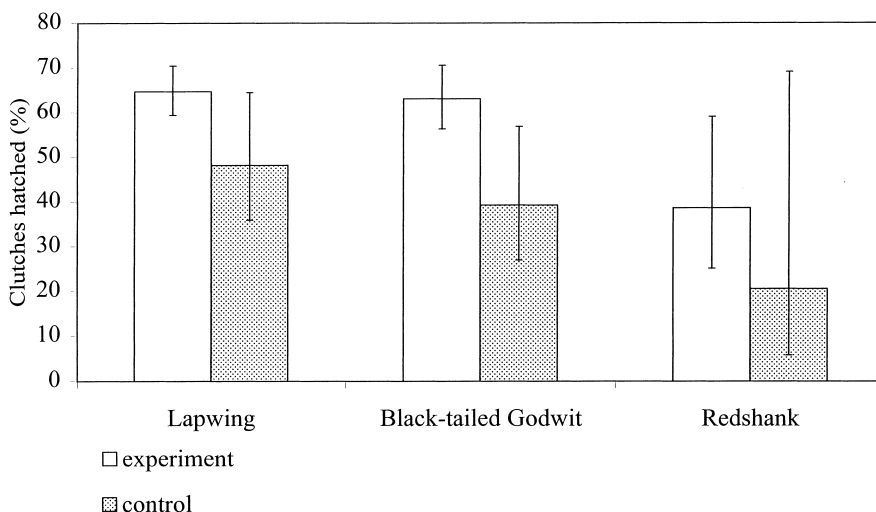 Clutches hatched (%)
80
70
60
50
40
30
20
10
0
Lapwing Black-tailed Godwit Redshank
experiment
control